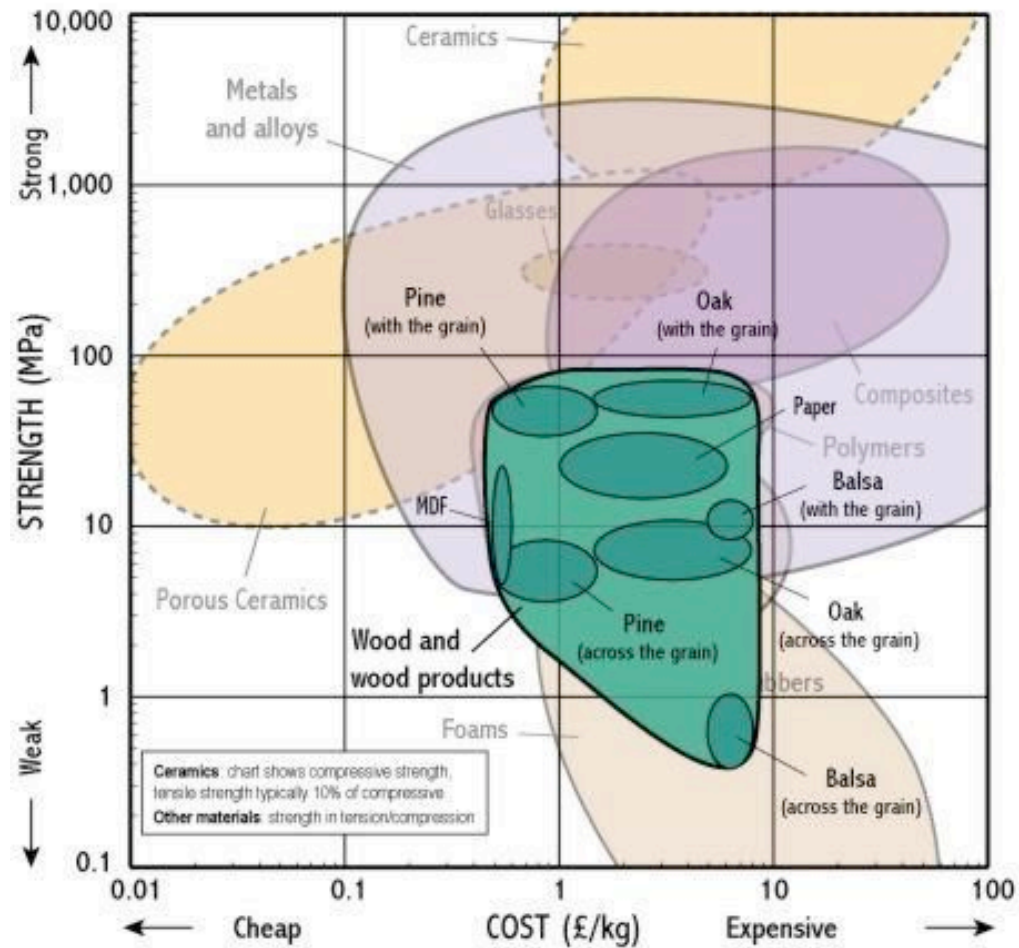 10,000
Ceramics
Metals
and alloys
Strong
1,000
Glasses
Pine
(with the grain)
Oak
(with the grain)
STRENGTH (MPa)
100
Composites
Paper
Polymers
MDF
Balsa
(with the grain)
10
Porous Ceramics
Oak
(across the grain)
Pine
(across the grain)
Wood and
wood products
1
bbers
Foams
Weak
Ceramics: chart shows compressive strength,
tensile strength typically 10% of compressive
Other materials: strength in tension/compression
Balsa
(across the grain)
0.1
0.01
0.1
1
10
100
Cheap
COST (£/kg)
Expensive